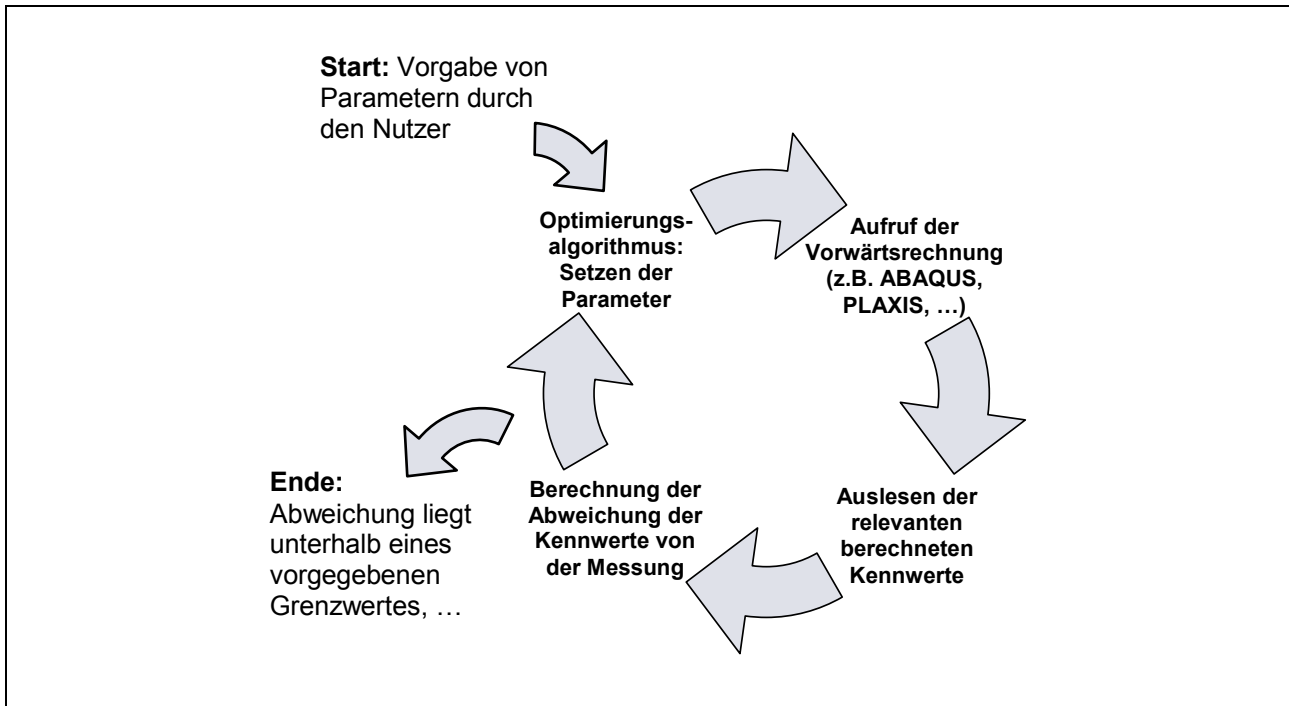 Start: Vorgabe von
Parametern durch
den Nutzer
Optimierungs-
algorithmus:
Setzen der
Parameter
Aufruf der
Vorwärtsrechnung
(z.B. ABAQUS,
PLAXIS, …)
Auslesen der
relevanten
berechneten
Kennwerte
Berechnung der
Abweichung der
Kennwerte von
der Messung
Ende:
Abweichung liegt
unterhalb eines
vorgegebenen
Grenzwertes, …